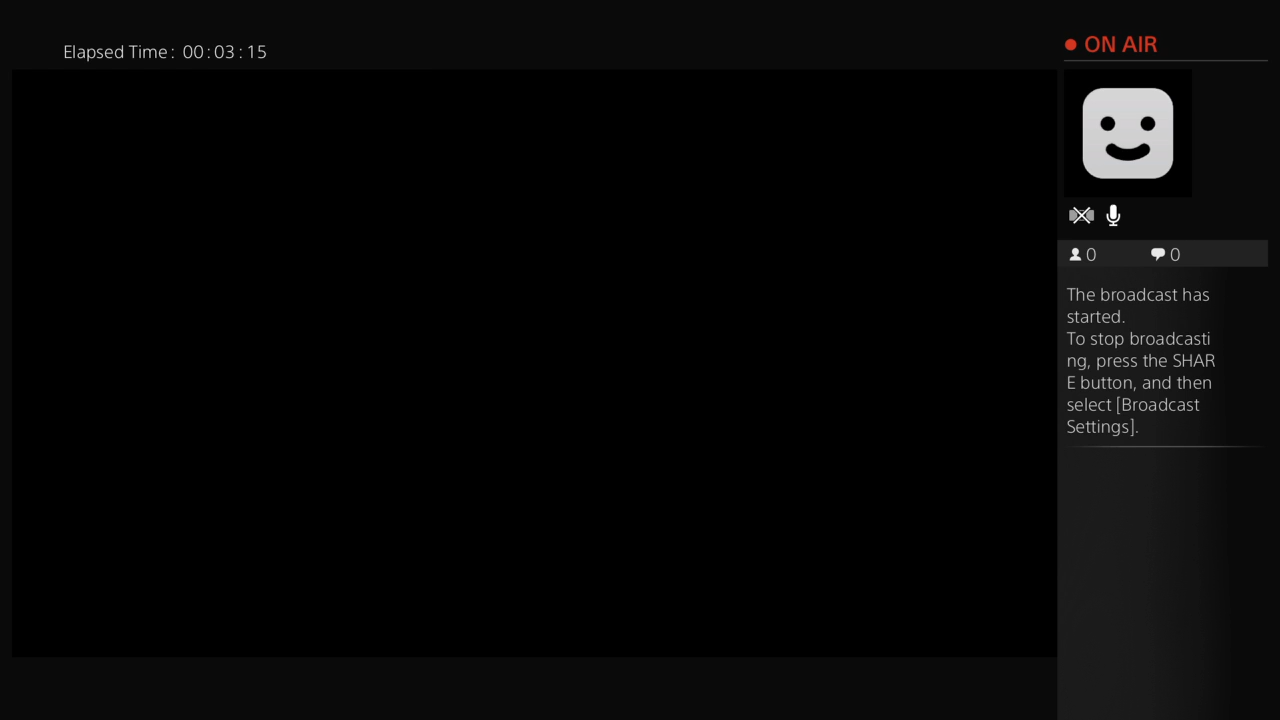 Elapsed Time: 00:03:15
ON AIR
0 0
The broadcast has
started.
To stop broadcasti
ng, press the SHAR
E button, and then
select [Broadcast
Settings].